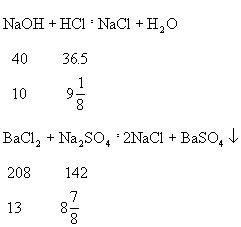 NaOH + HCl = NaCl + H₂O
40 36.5
10 9 1/8
BaCl₂ + Na₂SO₄ = 2NaCl + BaSO₄ ↓
208 142
13 8 7/8